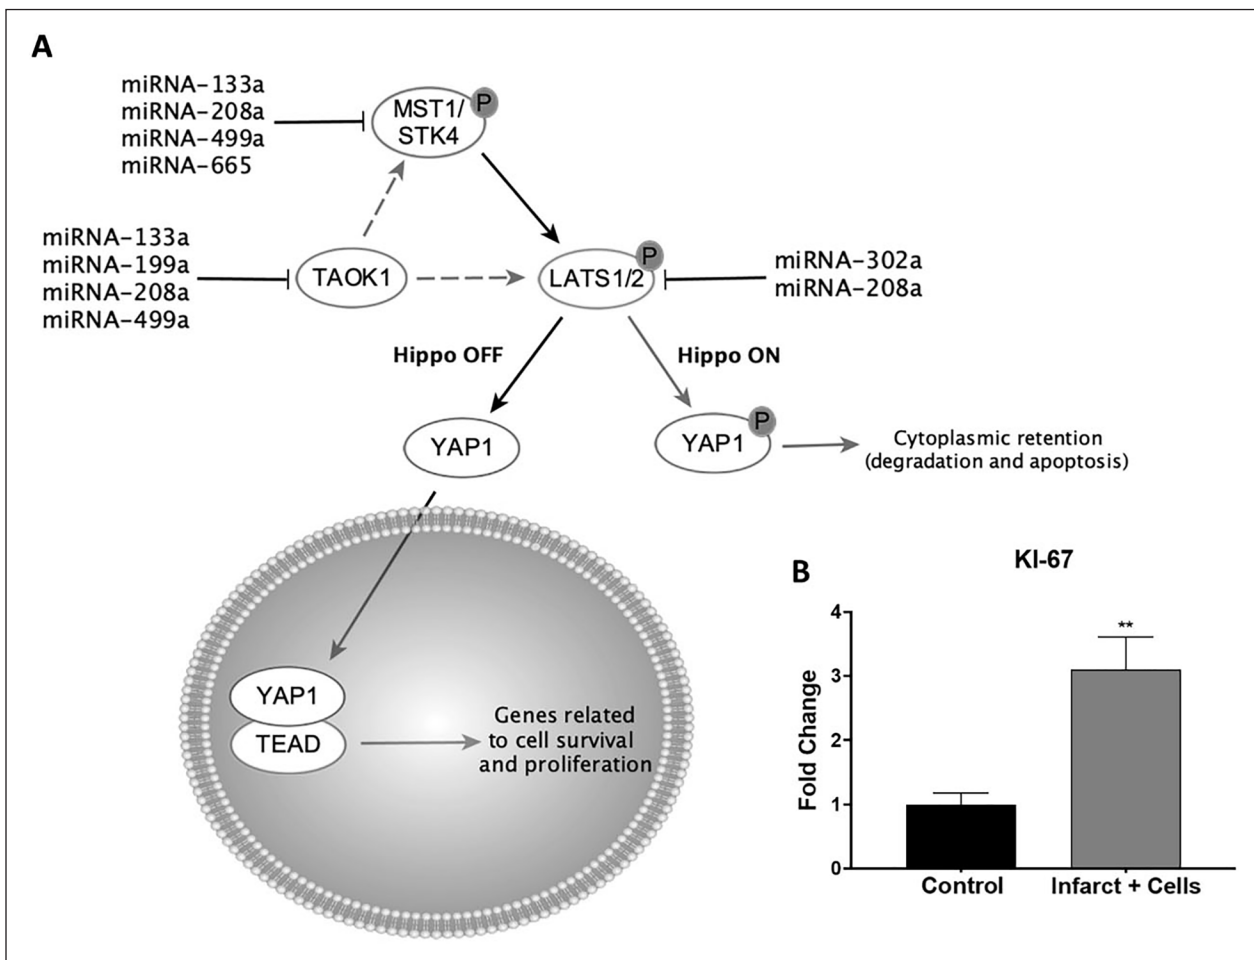 A
miRNA-133a
miRNA-208a
miRNA-499a
miRNA-665
MST1/
STK4
P
miRNA-133a
miRNA-199a
miRNA-208a
miRNA-499a
TAOK1
LATS1/2
P
miRNA-302a
miRNA-208a
Hippo OFF
Hippo ON
YAP1
YAP1
P
Cytoplasmic retention
(degradation and apoptosis)
YAP1
TEAD
Genes related
to cell survival
and proliferation
B
KI-67
Fold Change
4
3
2
1
0
**
Control
Infarct + Cells